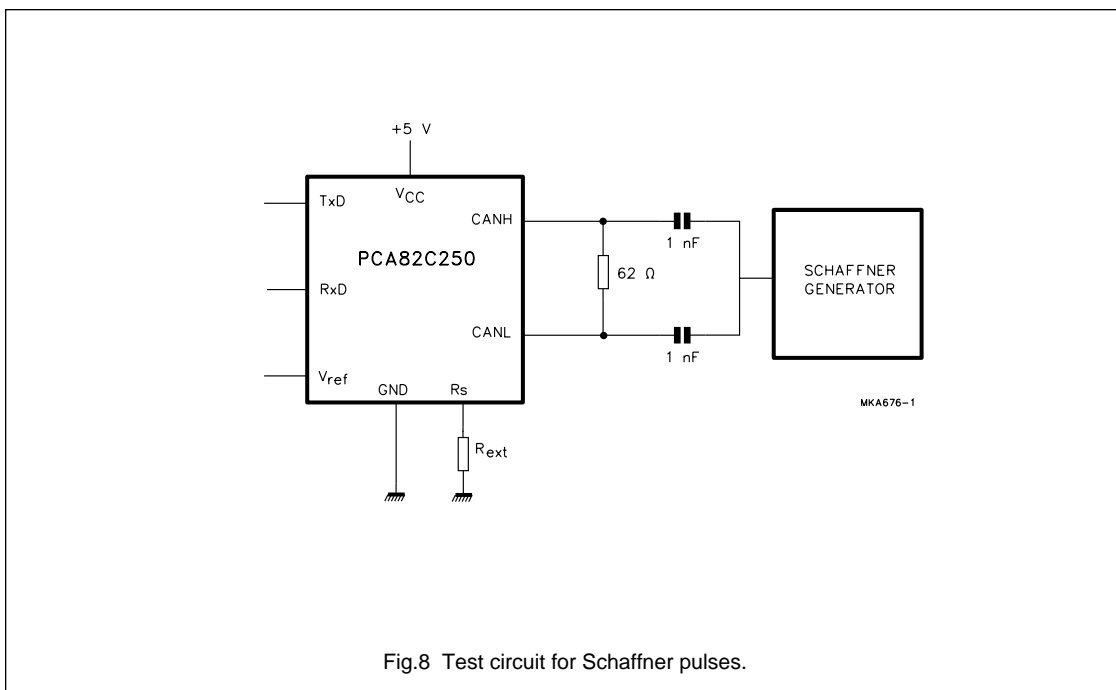 +5 V
TxD
VCC
CANH
1 nF
PCA82C250
62 Ω
SCHAFFNER
GENERATOR
RxD
CANL
1 nF
Vref
GND
Rs
MKA676-1
Rext
Fig.8 Test circuit for Schaffner pulses.